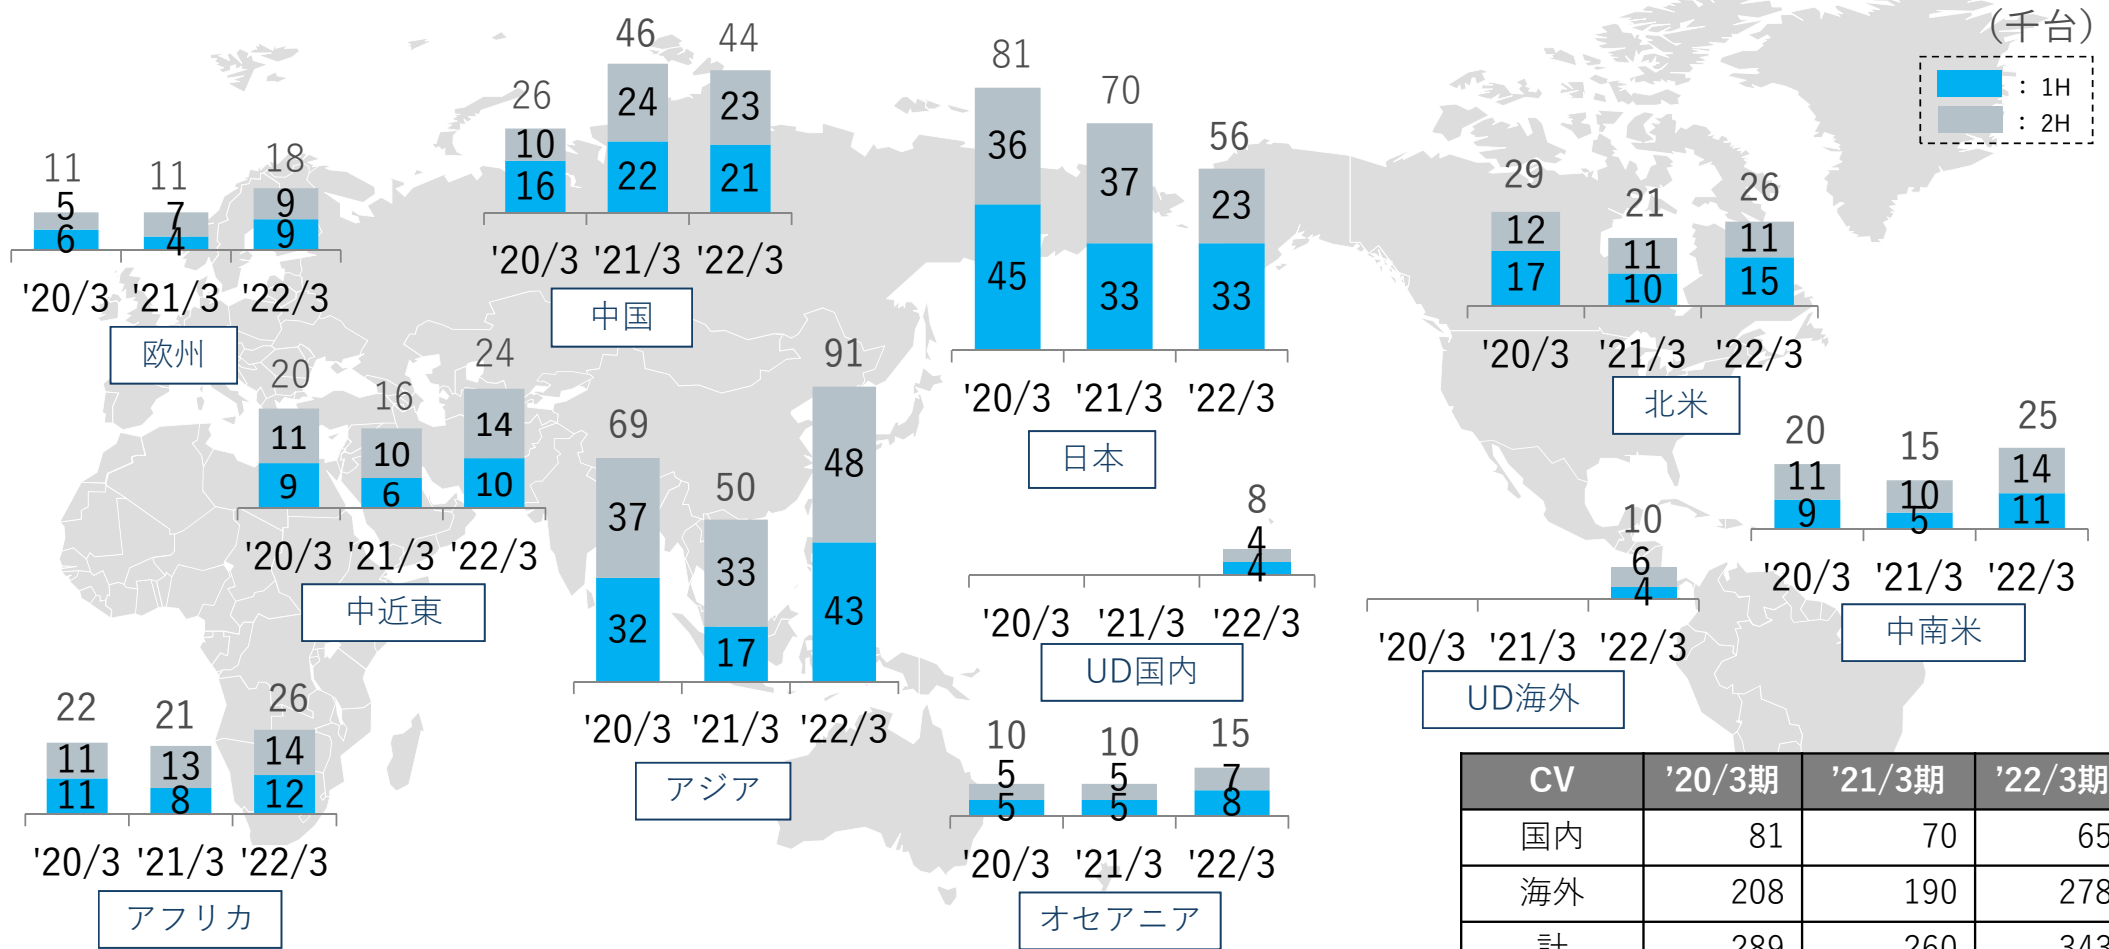 (千台)
: 1H
: 2H
11 11 18
5 7 9
6 4 9
'20/3 '21/3 '22/3
欧州
26 46 44
10 24 23
16 22 21
'20/3 '21/3 '22/3
中国
81 70 56
36 37 23
45 33 33
'20/3 '21/3 '22/3
日本
29 21 26
12 11 11
17 10 15
'20/3 '21/3 '22/3
北米
20 16 24
11 10 14
9 6 10
'20/3 '21/3 '22/3
中近東
69 50 91
37 33 48
32 17 43
'20/3 '21/3 '22/3
アジア
8
4
4
'20/3 '21/3 '22/3
UD国内
10
6
4
'20/3 '21/3 '22/3
UD海外
20 15 25
11 10 14
9 5 11
'20/3 '21/3 '22/3
中南米
22 21 26
11 13 14
11 8 12
'20/3 '21/3 '22/3
アフリカ
10 10 15
5 5 7
5 5 8
'20/3 '21/3 '22/3
オセアニア
CV ’20/3期 ’21/3期 ’22/3期
国内 81 70 65
海外 208 190 278
計 289 260 343